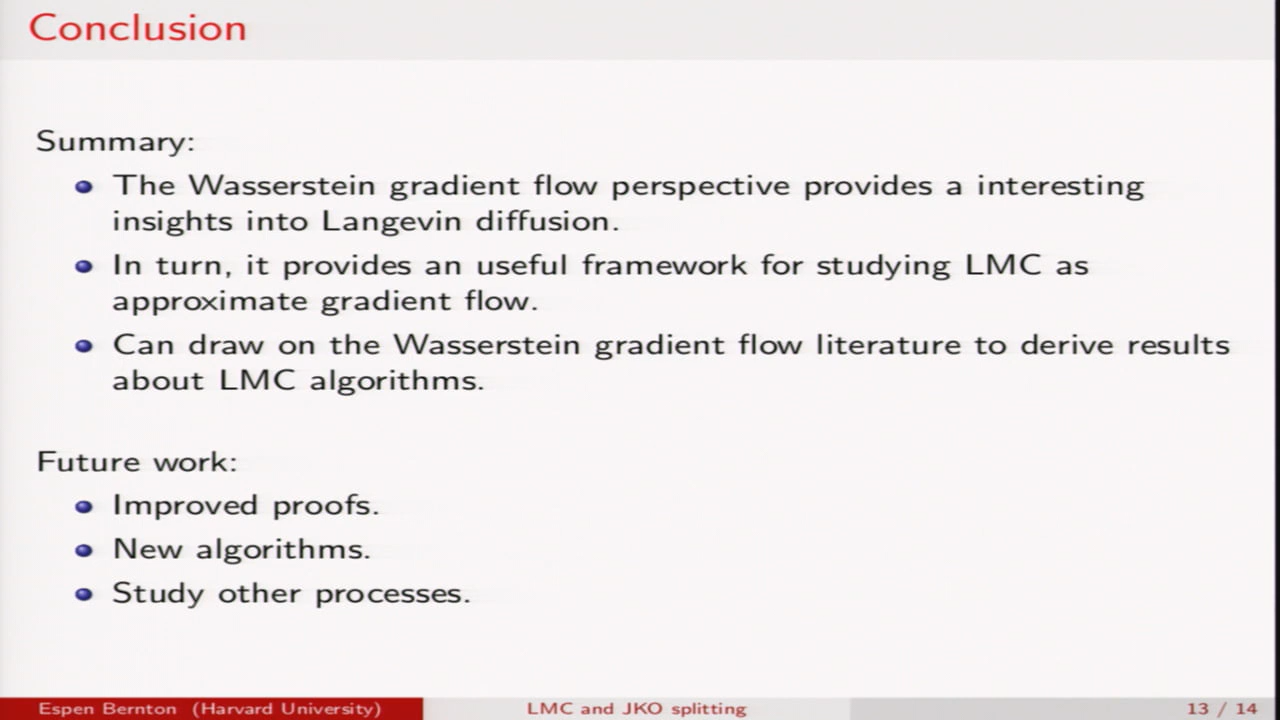 Conclusion
Summary:
The Wasserstein gradient flow perspective provides a interesting
insights into Langevin diffusion.
In turn, it provides an useful framework for studying LMC as
approximate gradient flow.
Can draw on the Wasserstein gradient flow literature to derive results
about LMC algorithms.
Future work:
Improved proofs.
New algorithms.
Study other processes.
Espen Bernton (Harvard University)
LMC and JKO splitting
13 / 14